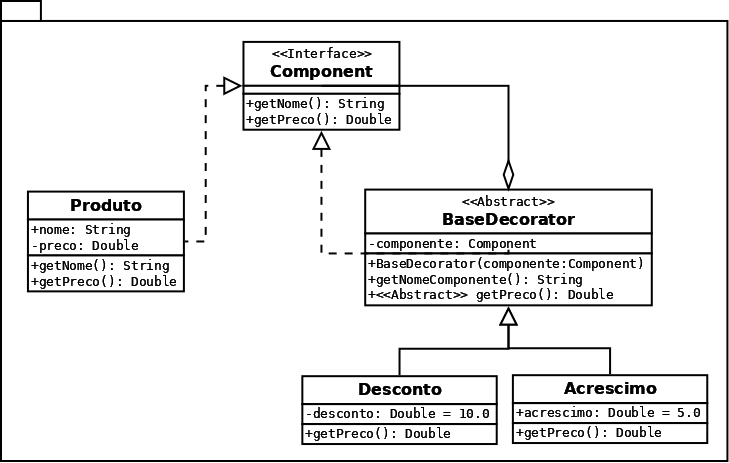 <<Interface>>
Component
+getNome(): String
+getPreco(): Double
Produto
+nome: String
-preco: Double
+getNome(): String
+getPreco(): Double
<<Abstract>>
BaseDecorator
-componente: Component
+BaseDecorator(componente:Component)
+getNomeComponente(): String
+<<Abstract>> getPreco(): Double
Desconto
-desconto: Double = 10.0
+getPreco(): Double
Acrescimo
+acrescimo: Double = 5.0
+getPreco(): Double